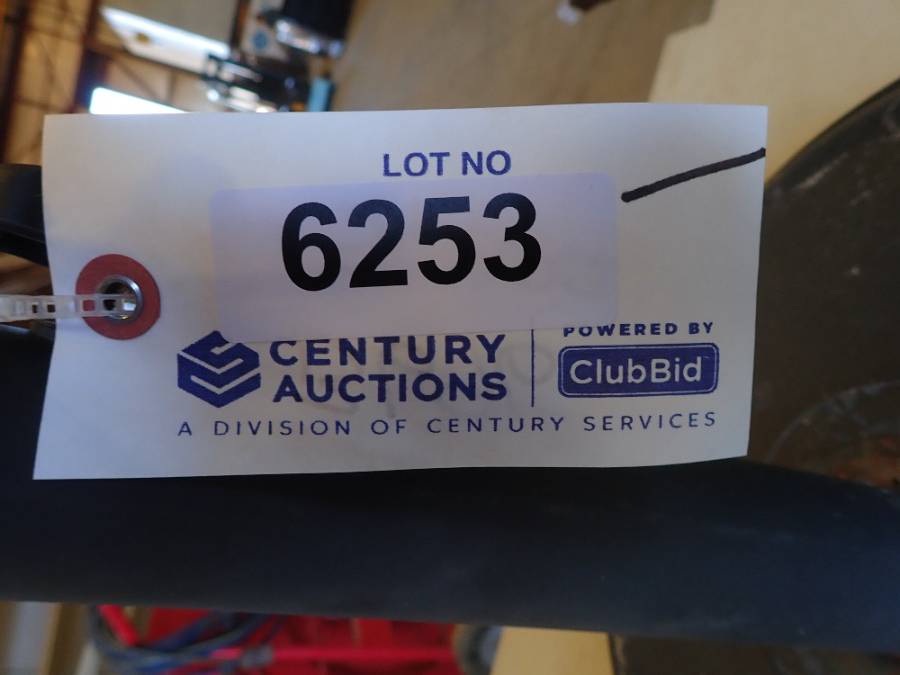 LOT NO
6253
CENTURY
AUCTIONS
POWERED BY
ClubBid
A DIVISION OF CENTURY SERVICES